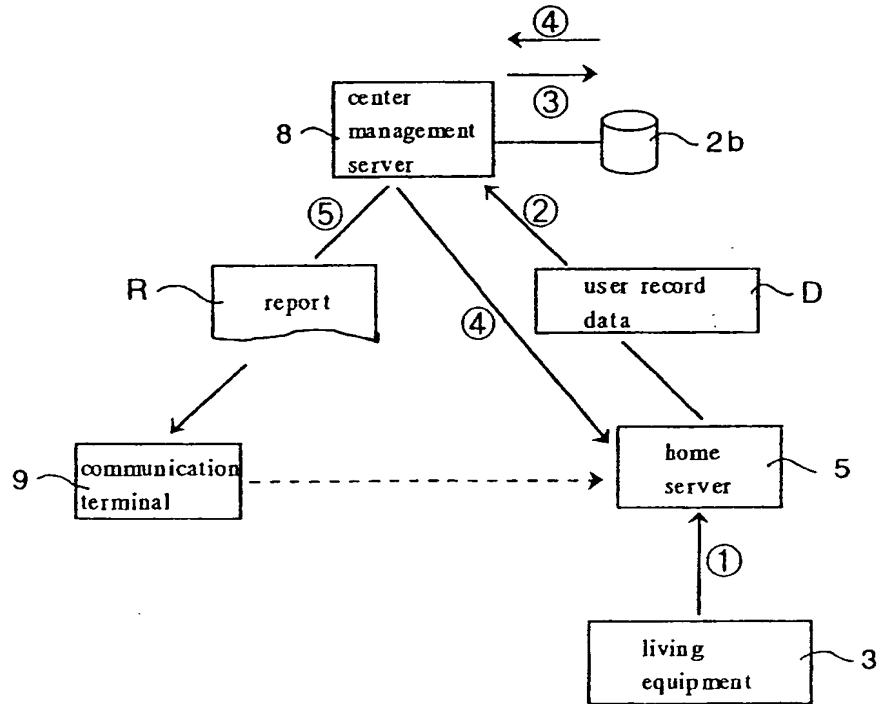 ④
③
center
management
server
8
2b
⑤
②
R
report
user record
data
D
④
9
communication
terminal
home
server
5
①
living
equipment
3